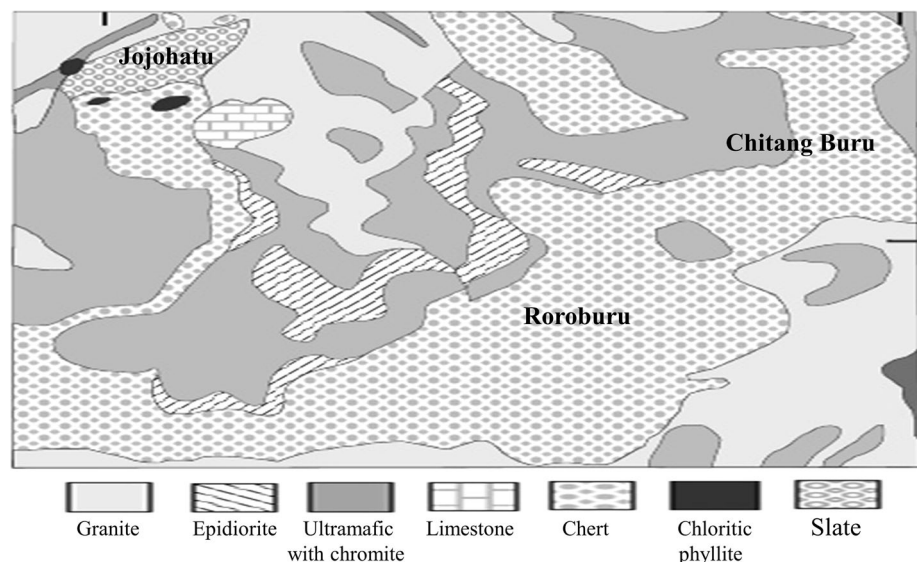 Jojohatu
Chitang Buru
Roroburu
Granite
Epidiorite
Ultramafic
with chromite
Limestone
Chert
Chloritic
phyllite
Slate